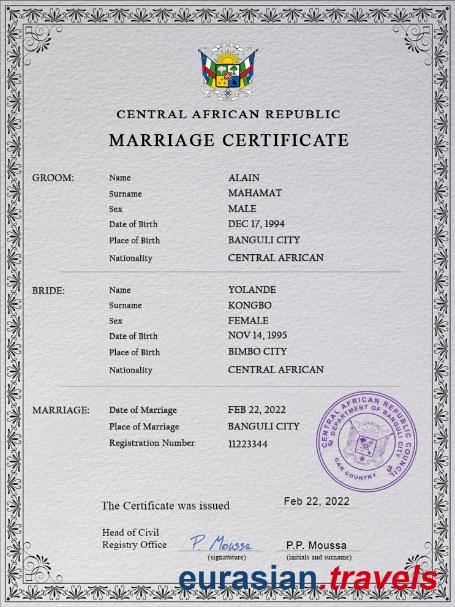 CENTRAL AFRICAN REPUBLIC
MARRIAGE CERTIFICATE
GROOM: Name ALAIN
Surname MAHAMAT
Sex MALE
Date of Birth DEC 17, 1994
Place of Birth BANGULI CITY
Nationality CENTRAL AFRICAN
BRIDE: Name YOLANDE
Surname KONGBO
Sex FEMALE
Date of Birth NOV 14, 1995
Place of Birth BIMBO CITY
Nationality CENTRAL AFRICAN
MARRIAGE: Date of Marriage FEB 22, 2022
Place of Marriage BANGULI CITY
Registration Number 11223344
CENTRAL AFRICAN REPUBLIC COUNCIL
DEPARTMENT OF BANGULI CITY
CAR COUNTRY
The Certificate was issued Feb 22, 2022
Head of Civil
Registry Office P. Moussa P.P. Moussa
(signature) (initials and surname)
eurasian.travels